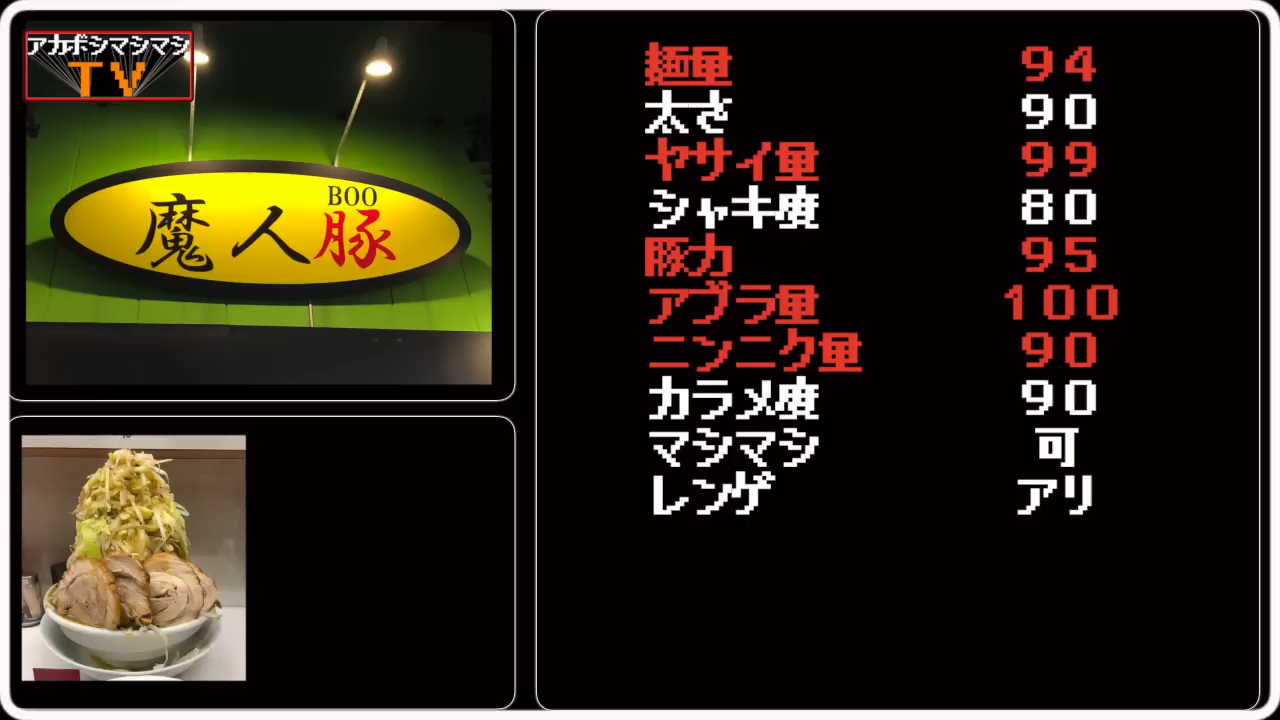 アカボシマシマシ
TV
BOO
魔人豚
麺量 94
太さ 90
ヤサイ量 99
シャキ度 80
豚力 95
アブラ量 100
ニンニク量 90
カラメ度 90
マシマシ 可
レンゲ アリ